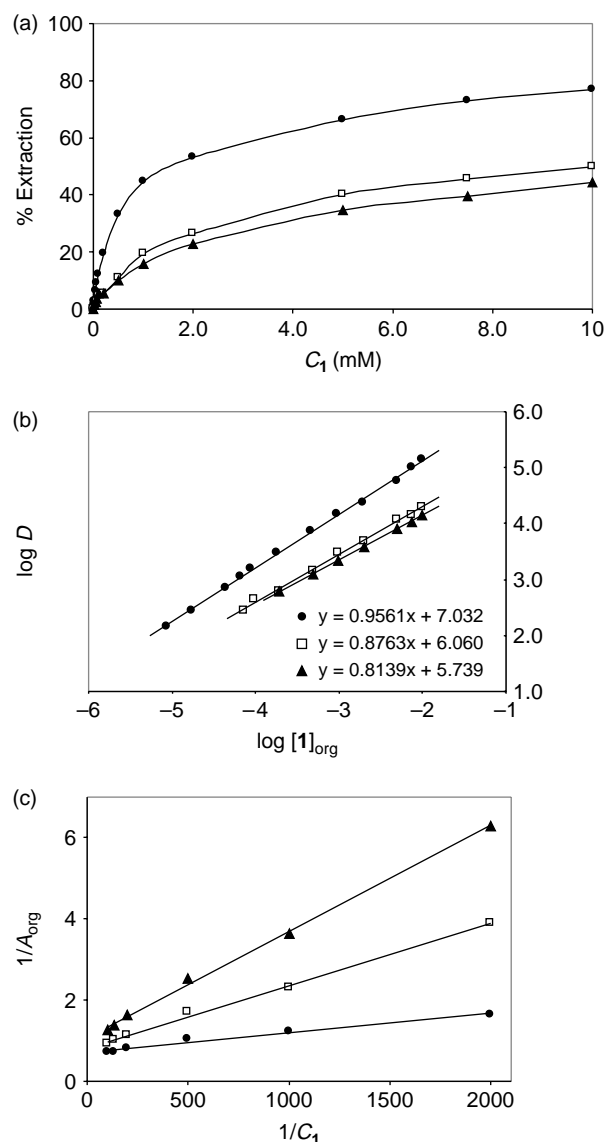 (a)
100
80
60
40
20
0
% Extraction
0 2.0 4.0 6.0 8.0 10
C1 (mM)
(b)
6.0
5.0
4.0
3.0
2.0
1.0
log D
y = 0.9561x + 7.032
y = 0.8763x + 6.060
y = 0.8139x + 5.739
–6 –5 –4 –3 –2 –1
log [1]org
(c)
6
4
2
0
1/Aorg
0 500 1000 1500 2000
1/C1